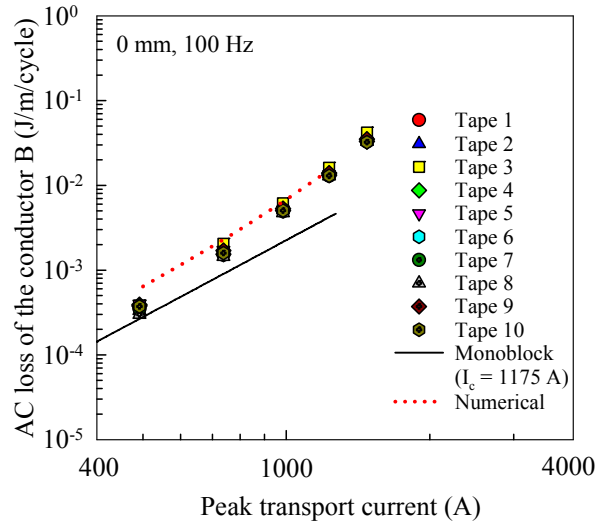 10⁰
0 mm, 100 Hz
10⁻¹
10⁻²
10⁻³
10⁻⁴
10⁻⁵
AC loss of the conductor B (J/m/cycle)
Tape 1
Tape 2
Tape 3
Tape 4
Tape 5
Tape 6
Tape 7
Tape 8
Tape 9
Tape 10
Monoblock
(I_c = 1175 A)
Numerical
400
1000
4000
Peak transport current (A)